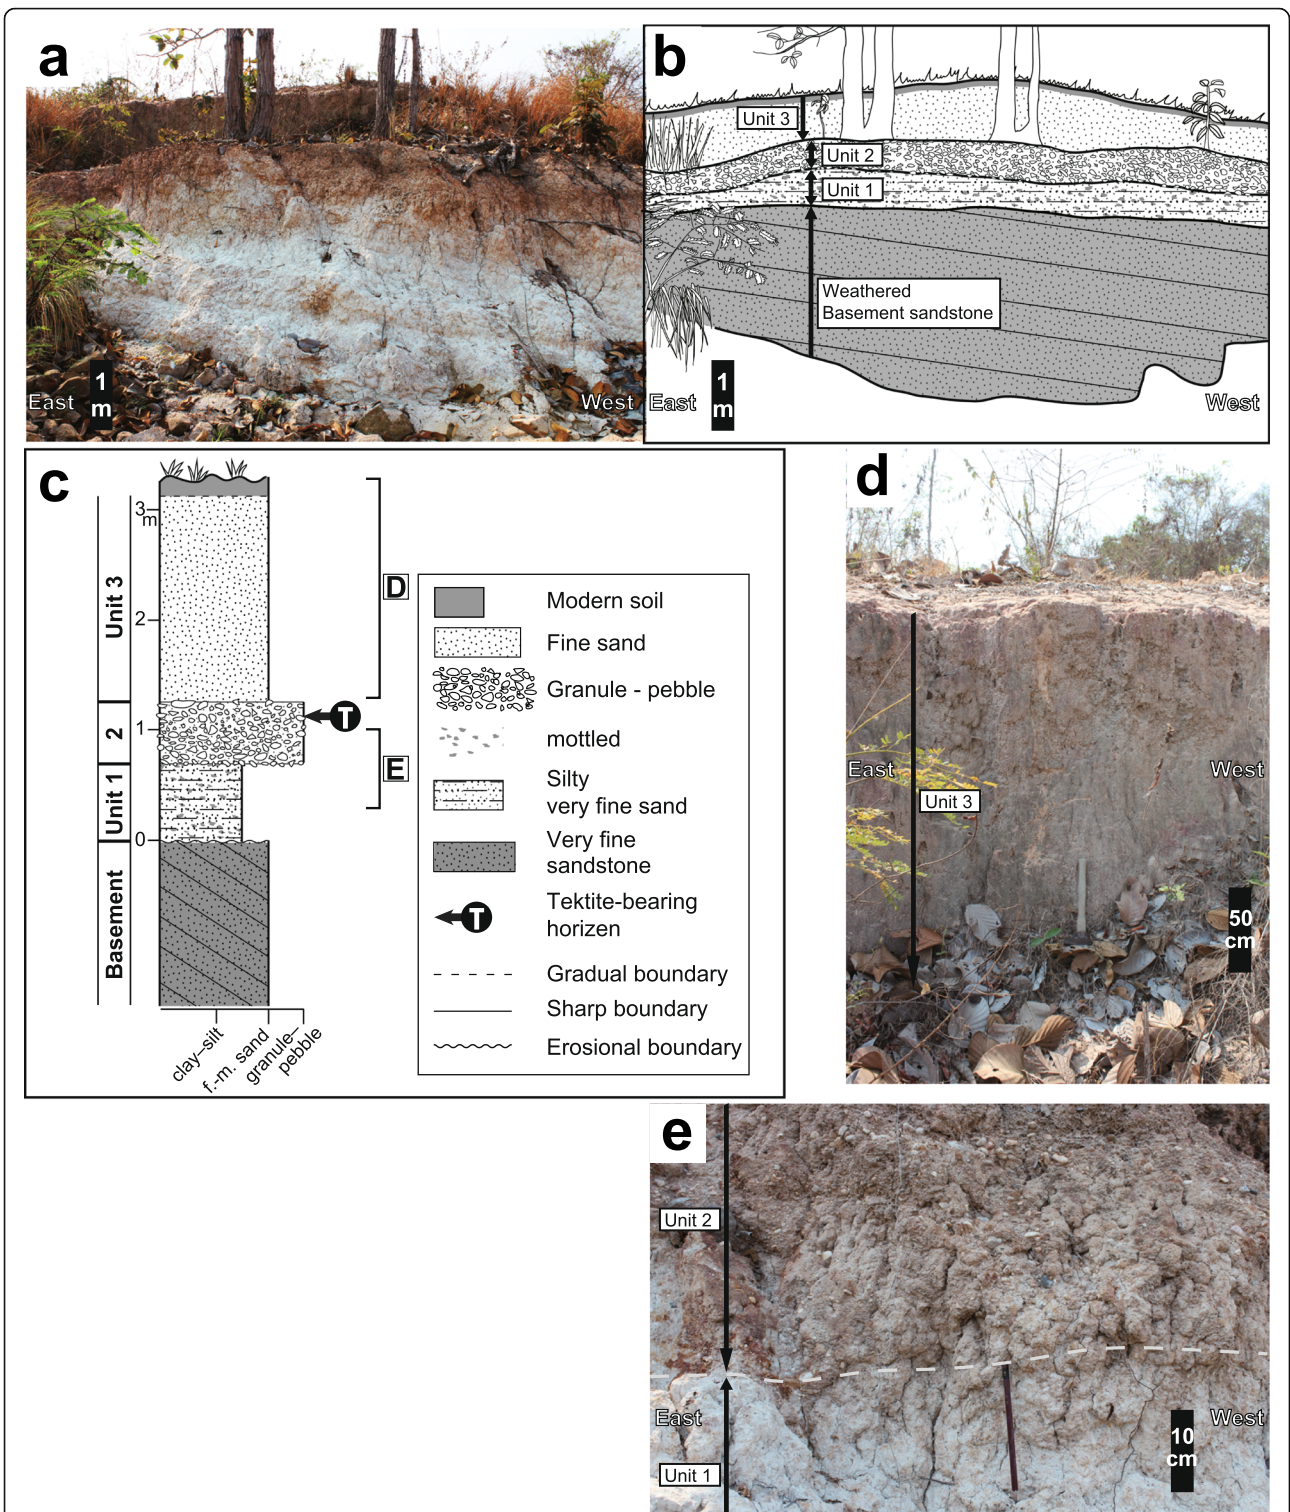 a
East
1
m
West
b
Unit 3
Unit 2
Unit 1
Weathered
Basement sandstone
East
1
m
West
c
3
m
2
1
0
Unit 3
2
Unit 1
Basement
T
D
E
clay–silt
f.-m. sand
granule–
pebble
Modern soil
Fine sand
Granule - pebble
mottled
Silty
very fine sand
Very fine
sandstone
T
Tektite-bearing
horizen
Gradual boundary
Sharp boundary
Erosional boundary
d
East
West
Unit 3
50
cm
e
Unit 2
East
West
10
cm
Unit 1